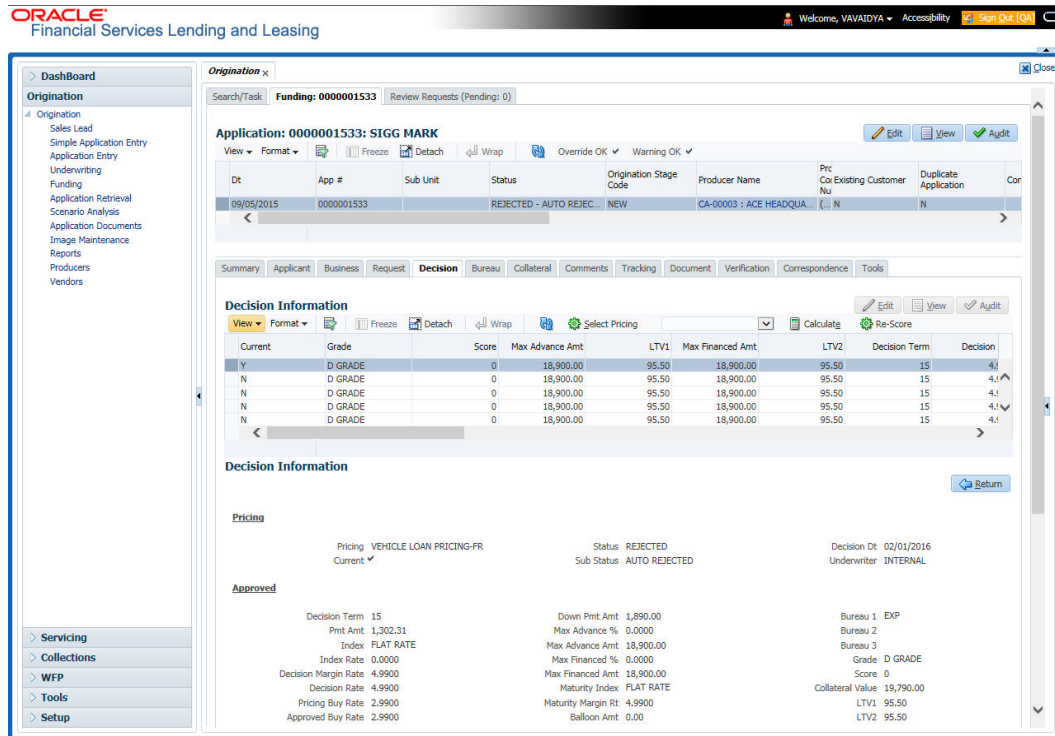 ORACLE
Financial Services Lending and Leasing
Welcome, VAVAIDYA Accessibility Sign Out [QA]
DashBoard
Origination
Origination
Sales Lead
Simple Application Entry
Application Entry
Underwriting
Funding
Application Retrieval
Scenario Analysis
Application Documents
Image Maintenance
Reports
Producers
Vendors
Servicing
Collections
WFP
Tools
Setup
Origination x
Close
Search/Task Funding: 0000001533 Review Requests (Pending: 0)
Application: 0000001533: SIGG MARK
Edit View Audit
View Format Freeze Detach Wrap Override OK Warning OK
Dt App # Sub Unit Status Origination Stage Code Producer Name Existing Customer Duplicate Application
09/05/2015 0000001533 REJECTED - AUTO REJEC... NEW CA-00003 : ACE HEADQUA... (... N N
Summary Applicant Business Request Decision Bureau Collateral Comments Tracking Document Verification Correspondence Tools
Decision Information
Edit View Audit
View Format Freeze Detach Wrap Select Pricing Calculate Re-Score
Current Grade Score Max Advance Amt LTV1 Max Financed Amt LTV2 Decision Term Decision
Y D GRADE 0 18,900.00 95.50 18,900.00 95.50 15
N D GRADE 0 18,900.00 95.50 18,900.00 95.50 15
N D GRADE 0 18,900.00 95.50 18,900.00 95.50 15
N D GRADE 0 18,900.00 95.50 18,900.00 95.50 15
N D GRADE 0 18,900.00 95.50 18,900.00 95.50 15
Decision Information
Return
Pricing
Pricing VEHICLE LOAN PRICING-FR Status REJECTED Decision Dt 02/01/2016
Current Sub Status AUTO REJECTED Underwriter INTERNAL
Approved
Decision Term 15 Down Pmt Amt 1,890.00 Bureau 1 EXP
Pmt Amt 1,302.31 Max Advance % 0.0000 Bureau 2
Index FLAT RATE Max Advance Amt 18,900.00 Bureau 3
Index Rate 0.0000 Max Financed % 0.0000 Grade D GRADE
Decision Margin Rate 4.9900 Max Financed Amt 18,900.00 Score 0
Decision Rate 4.9900 Maturity Index FLAT RATE Collateral Value 19,790.00
Pricing Buy Rate 2.9900 Maturity Margin Rt 4.9900 LTV1 95.50
Approved Buy Rate 2.9900 Balloon Amt 0.00 LTV2 95.50